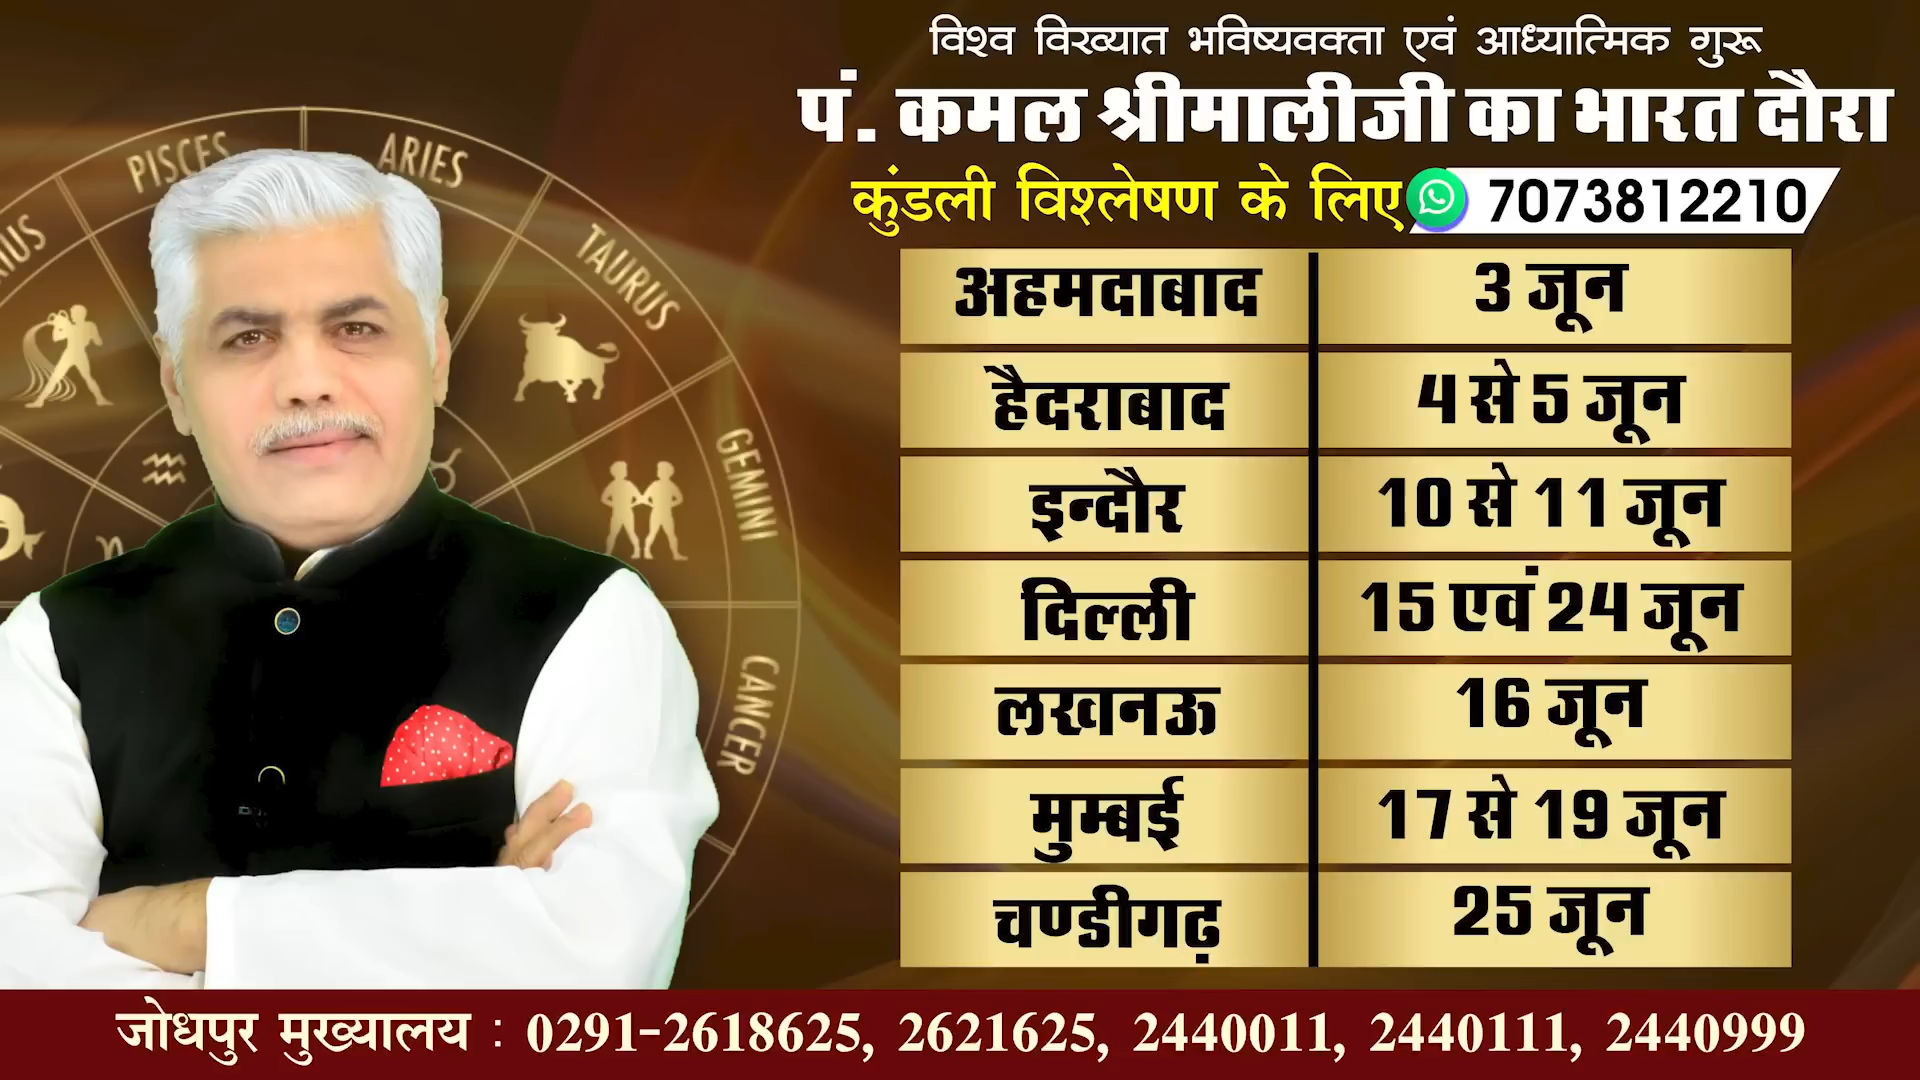 विश्व विख्यात भविष्यवक्ता एवं आध्यात्मिक गुरू
पं. कमल श्रीमालीजी का भारत दौरा
कुंडली विश्लेषण के लिए 7073812210
अहमदाबाद 3 जून
हैदराबाद 4 से 5 जून
इन्दौर 10 से 11 जून
दिल्ली 15 एवं 24 जून
लखनऊ 16 जून
मुम्बई 17 से 19 जून
चण्डीगढ़ 25 जून
PISCES
ARIES
TAURUS
GEMINI
CANCER
जोधपुर मुख्यालय : 0291-2618625, 2621625, 2440011, 2440111, 2440999